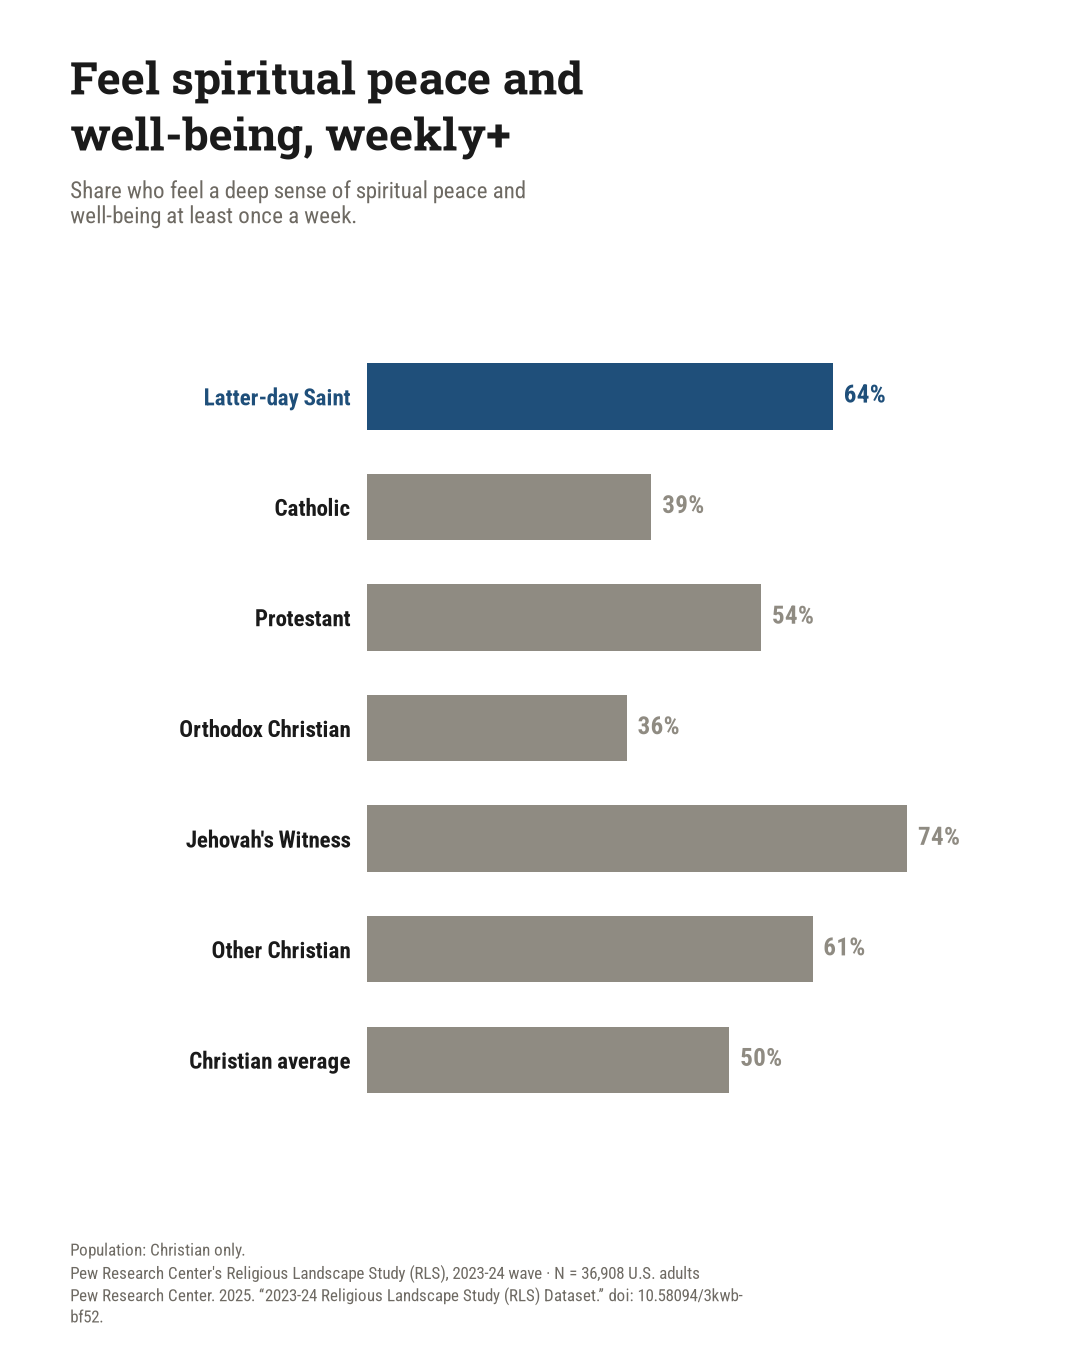 Feel spiritual peace and
well-being, weekly+
Share who feel a deep sense of spiritual peace and
well-being at least once a week.
Latter-day Saint 64%
Catholic 39%
Protestant 54%
Orthodox Christian 36%
Jehovah's Witness 74%
Other Christian 61%
Christian average 50%
Population: Christian only.
Pew Research Center's Religious Landscape Study (RLS), 2023-24 wave · N = 36,908 U.S. adults
Pew Research Center. 2025. “2023-24 Religious Landscape Study (RLS) Dataset.” doi: 10.58094/3kwb-
bf52.